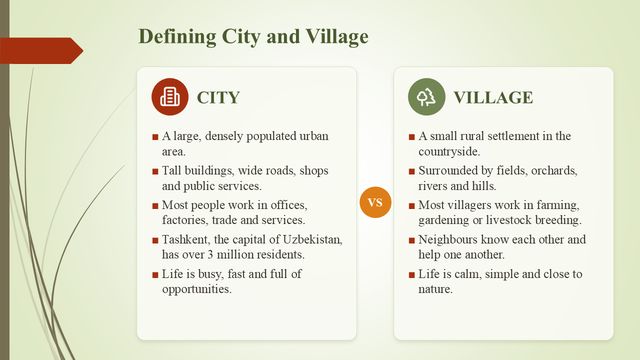 Defining City and Village
CITY
A large, densely populated urban
area.
Tall buildings, wide roads, shops
and public services.
Most people work in offices,
factories, trade and services.
Tashkent, the capital of Uzbekistan,
has over 3 million residents.
Life is busy, fast and full of
opportunities.
VS
VILLAGE
A small rural settlement in the
countryside.
Surrounded by fields, orchards,
rivers and hills.
Most villagers work in farming,
gardening or livestock breeding.
Neighbours know each other and
help one another.
Life is calm, simple and close to
nature.